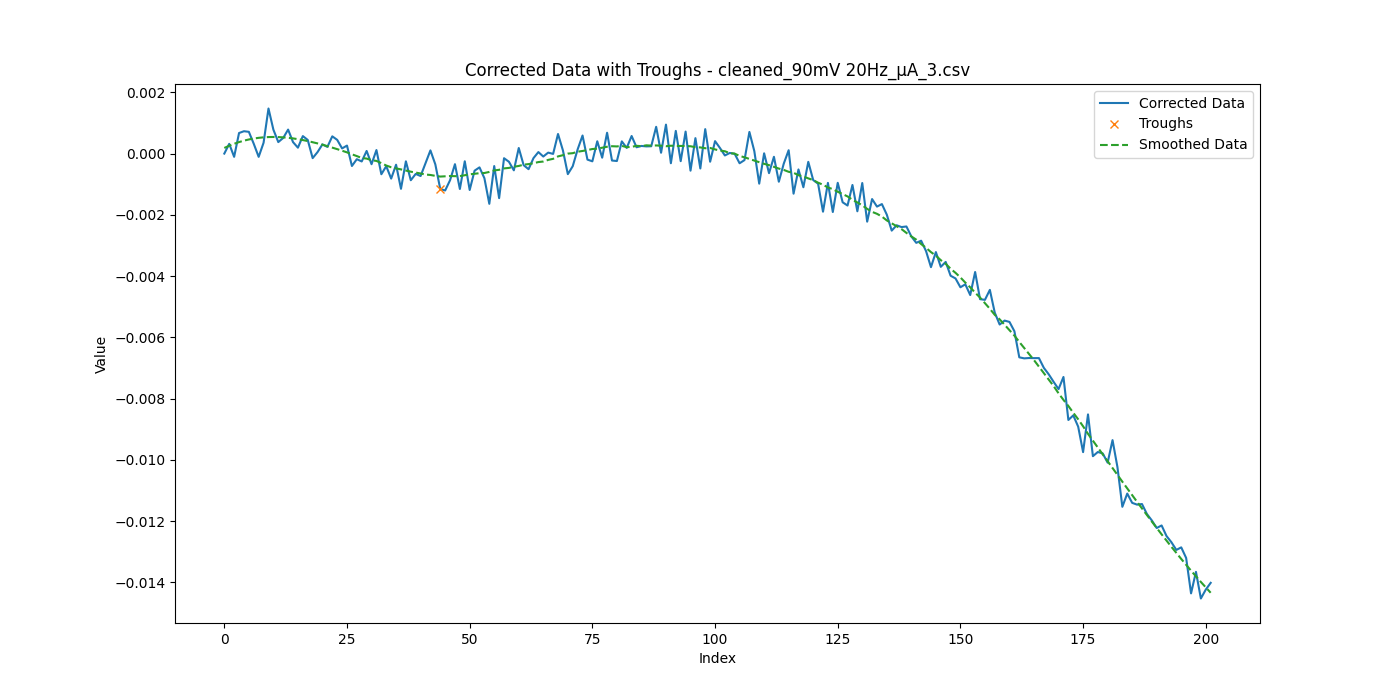 Corrected Data with Troughs - cleaned_90mV 20Hz_µA_3.csv
Corrected Data
Troughs
Smoothed Data
Value
0.002
0.000
−0.002
−0.004
−0.006
−0.008
−0.010
−0.012
−0.014
0 25 50 75 100 125 150 175 200
Index